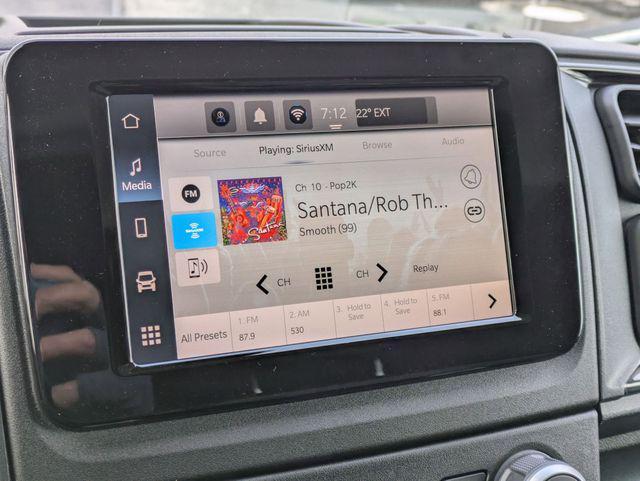 7:12 22° EXT
Source Playing: SiriusXM Browse Audio
Media
FM
Ch 10 - Pop2K
Santana/Rob Th...
Smooth (99)
SiriusXM
Santana
CH CH Replay
All Presets
1. FM
87.9
2. AM
530
3. Hold to
Save
4. Hold to
Save
5. FM
88.1